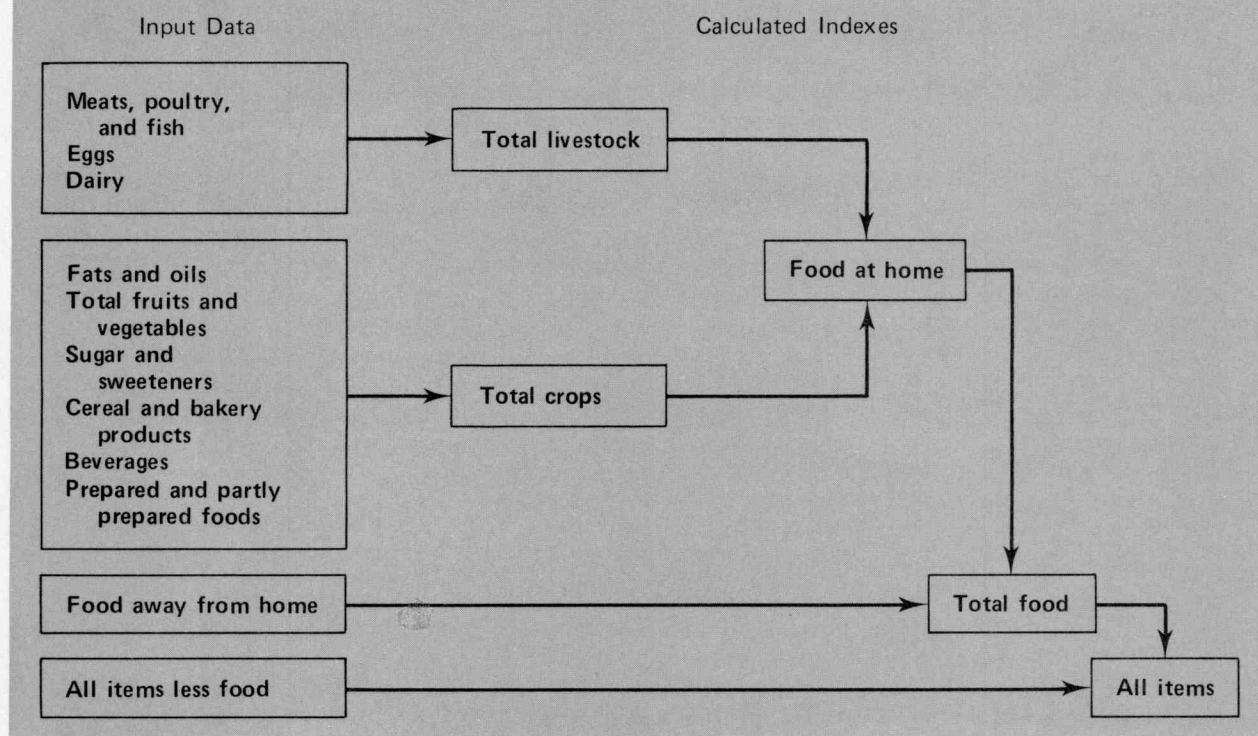 Input Data
Calculated Indexes
Meats, poultry,
and fish
Eggs
Dairy
Total livestock
Fats and oils
Total fruits and
vegetables
Sugar and
sweeteners
Cereal and bakery
products
Beverages
Prepared and partly
prepared foods
Total crops
Food at home
Food away from home
Total food
All items less food
All items